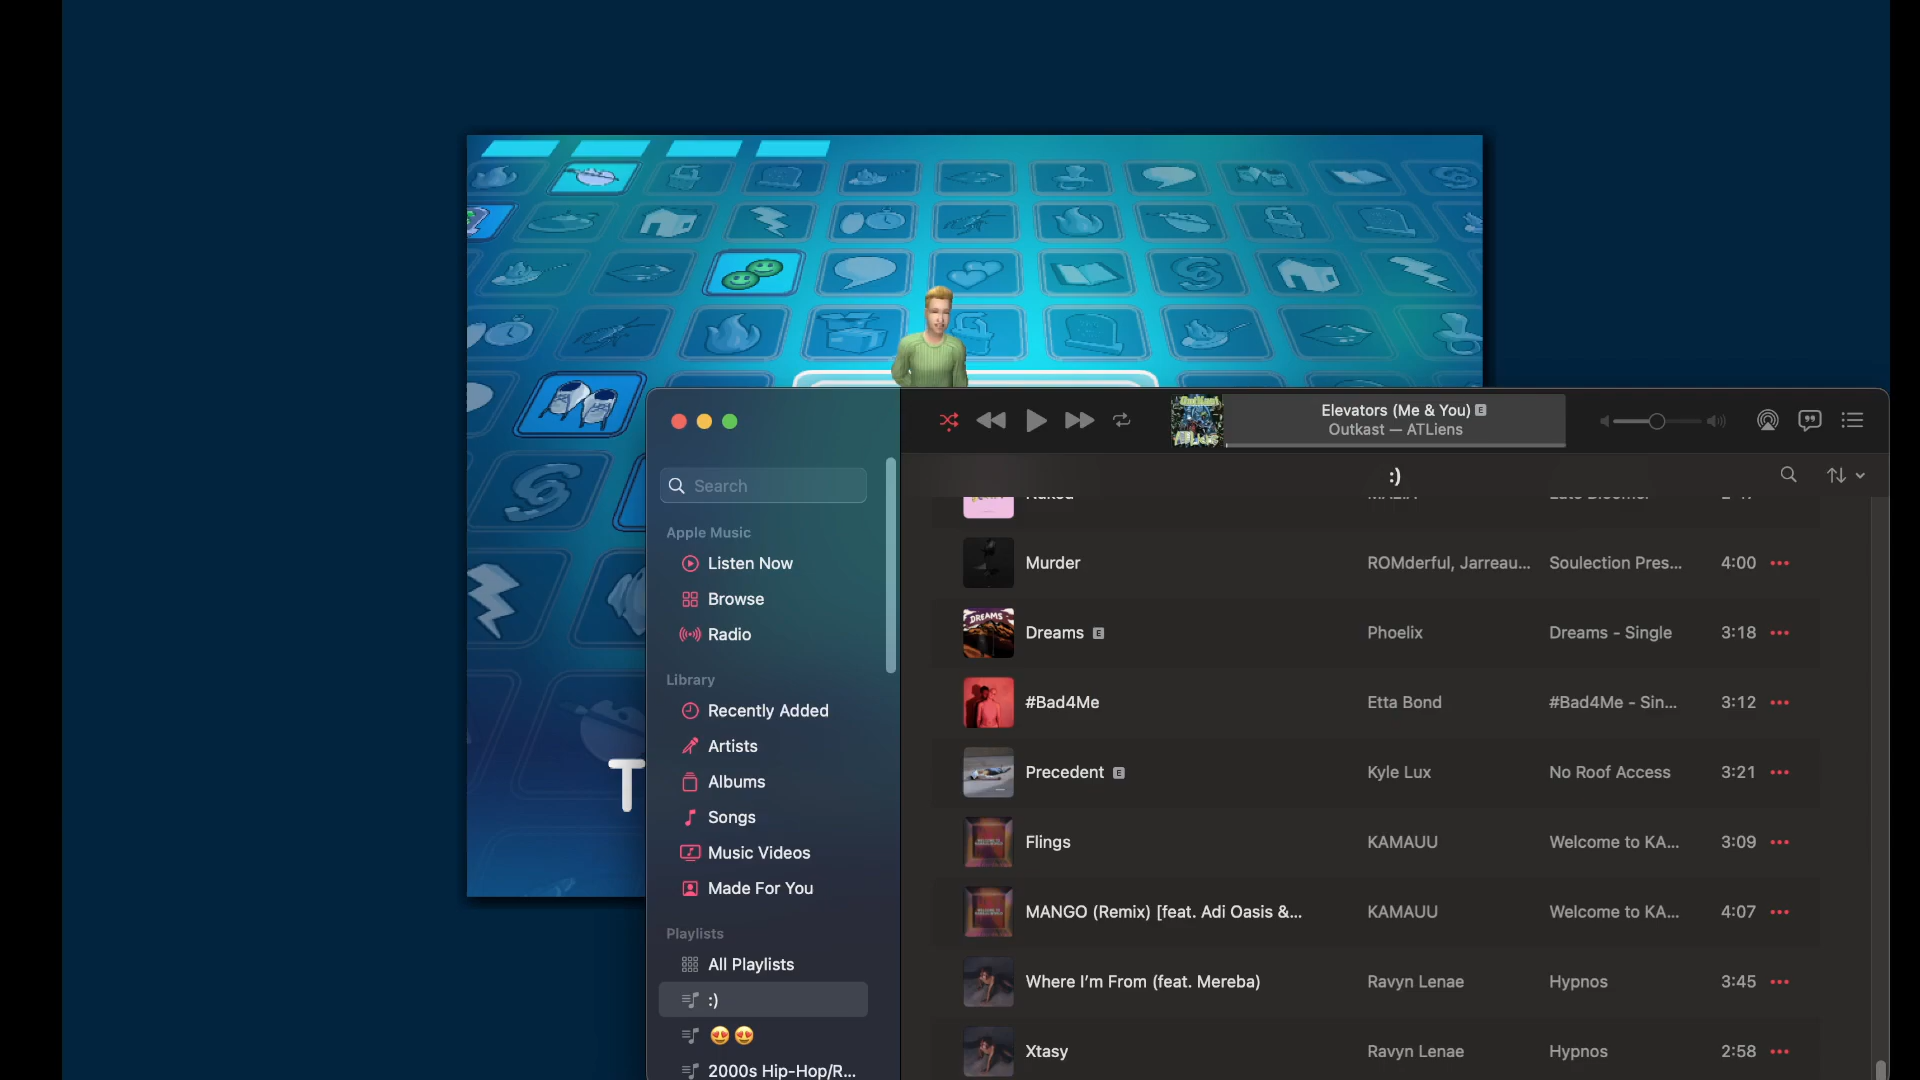 Elevators (Me & You) E
Outkast — ATLiens
:)
Search
Apple Music
Listen Now
Browse
Radio
Library
Recently Added
Artists
Albums
Songs
Music Videos
Made For You
Playlists
All Playlists
:)
😍😍
2000s Hip-Hop/R...
Murder ROMderful, Jarreau... Soulection Pres... 4:00
Dreams E Phoelix Dreams - Single 3:18
#Bad4Me Etta Bond #Bad4Me - Sin... 3:12
Precedent E Kyle Lux No Roof Access 3:21
Flings KAMAUU Welcome to KA... 3:09
MANGO (Remix) [feat. Adi Oasis &... KAMAUU Welcome to KA... 4:07
Where I'm From (feat. Mereba) Ravyn Lenae Hypnos 3:45
Xtasy Ravyn Lenae Hypnos 2:58
T